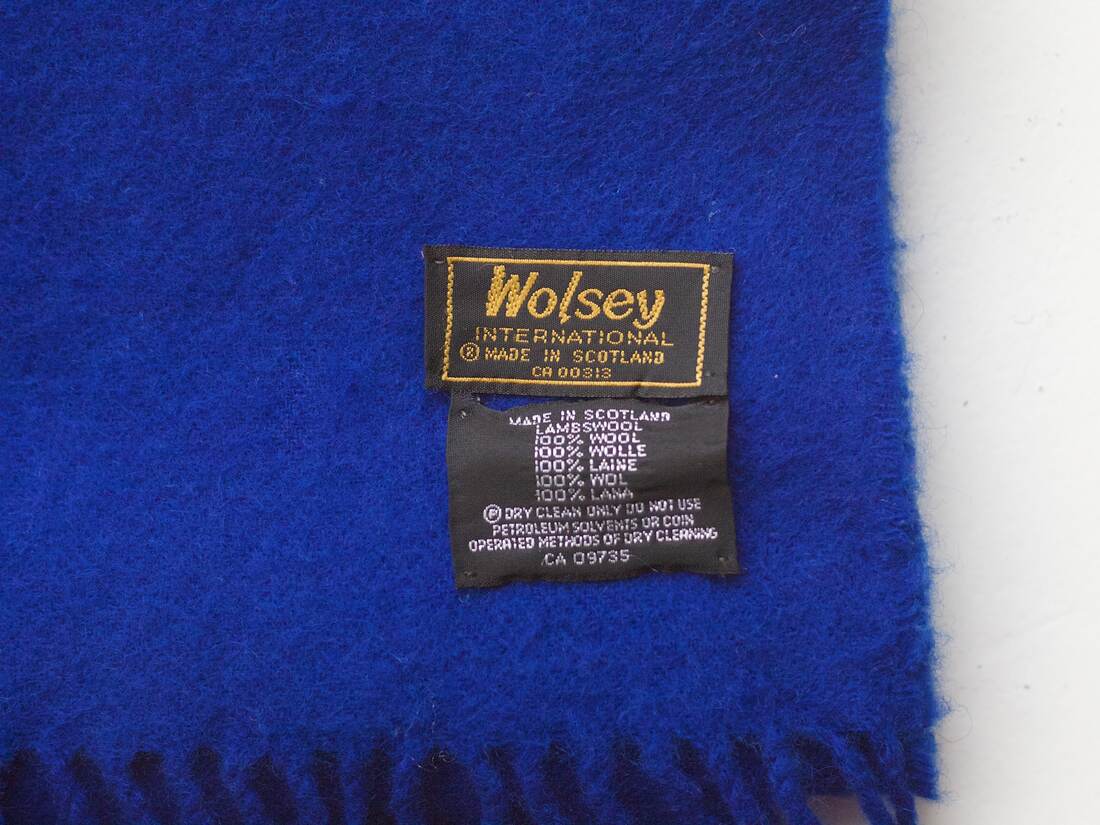 Wolsey
INTERNATIONAL
® MADE IN SCOTLAND
CA 00313
MADE IN SCOTLAND
LAMBSWOOL
100% WOOL
100% WOLLE
100% LAINE
100% WOL
100% LANA
Ⓟ DRY CLEAN ONLY DO NOT USE
PETROLEUM SOLVENTS OR COIN
OPERATED METHODS OF DRY CLEANING
CA 09735